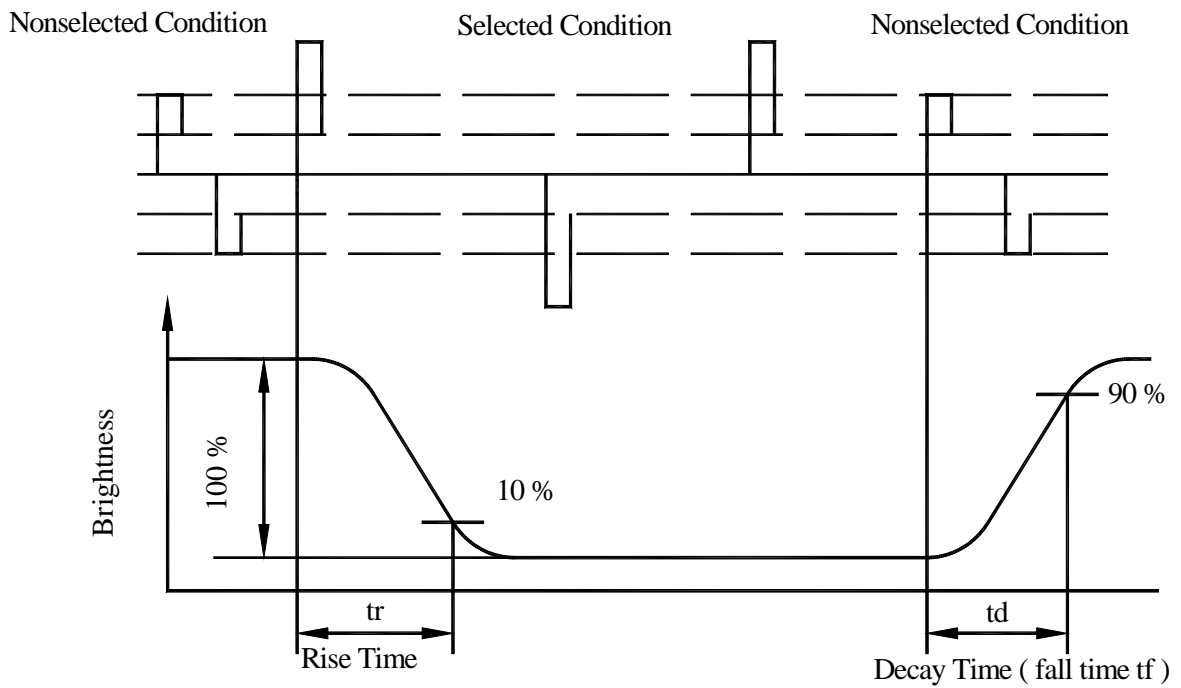 Nonselected Condition
Selected Condition
Nonselected Condition
Brightness
100 %
10 %
90 %
tr
Rise Time
td
Decay Time ( fall time tf )